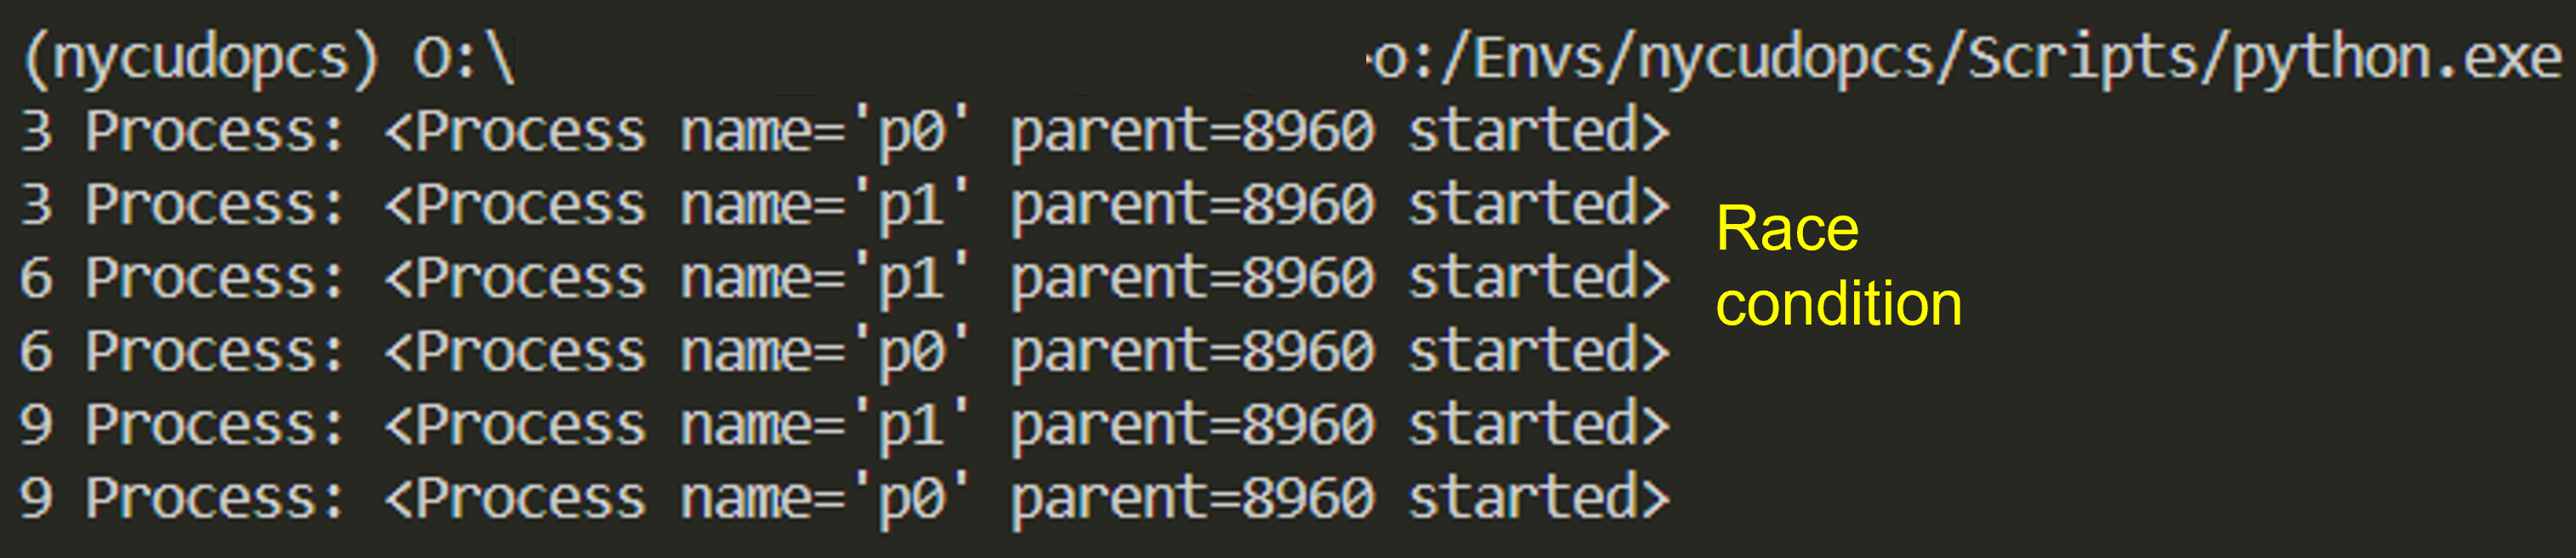 (nycudopcs) O:\ o:/Envs/nycudopcs/Scripts/python.exe
3 Process: <Process name='p0' parent=8960 started>
3 Process: <Process name='p1' parent=8960 started>
6 Process: <Process name='p1' parent=8960 started>
6 Process: <Process name='p0' parent=8960 started>
9 Process: <Process name='p1' parent=8960 started>
9 Process: <Process name='p0' parent=8960 started>
Race
condition